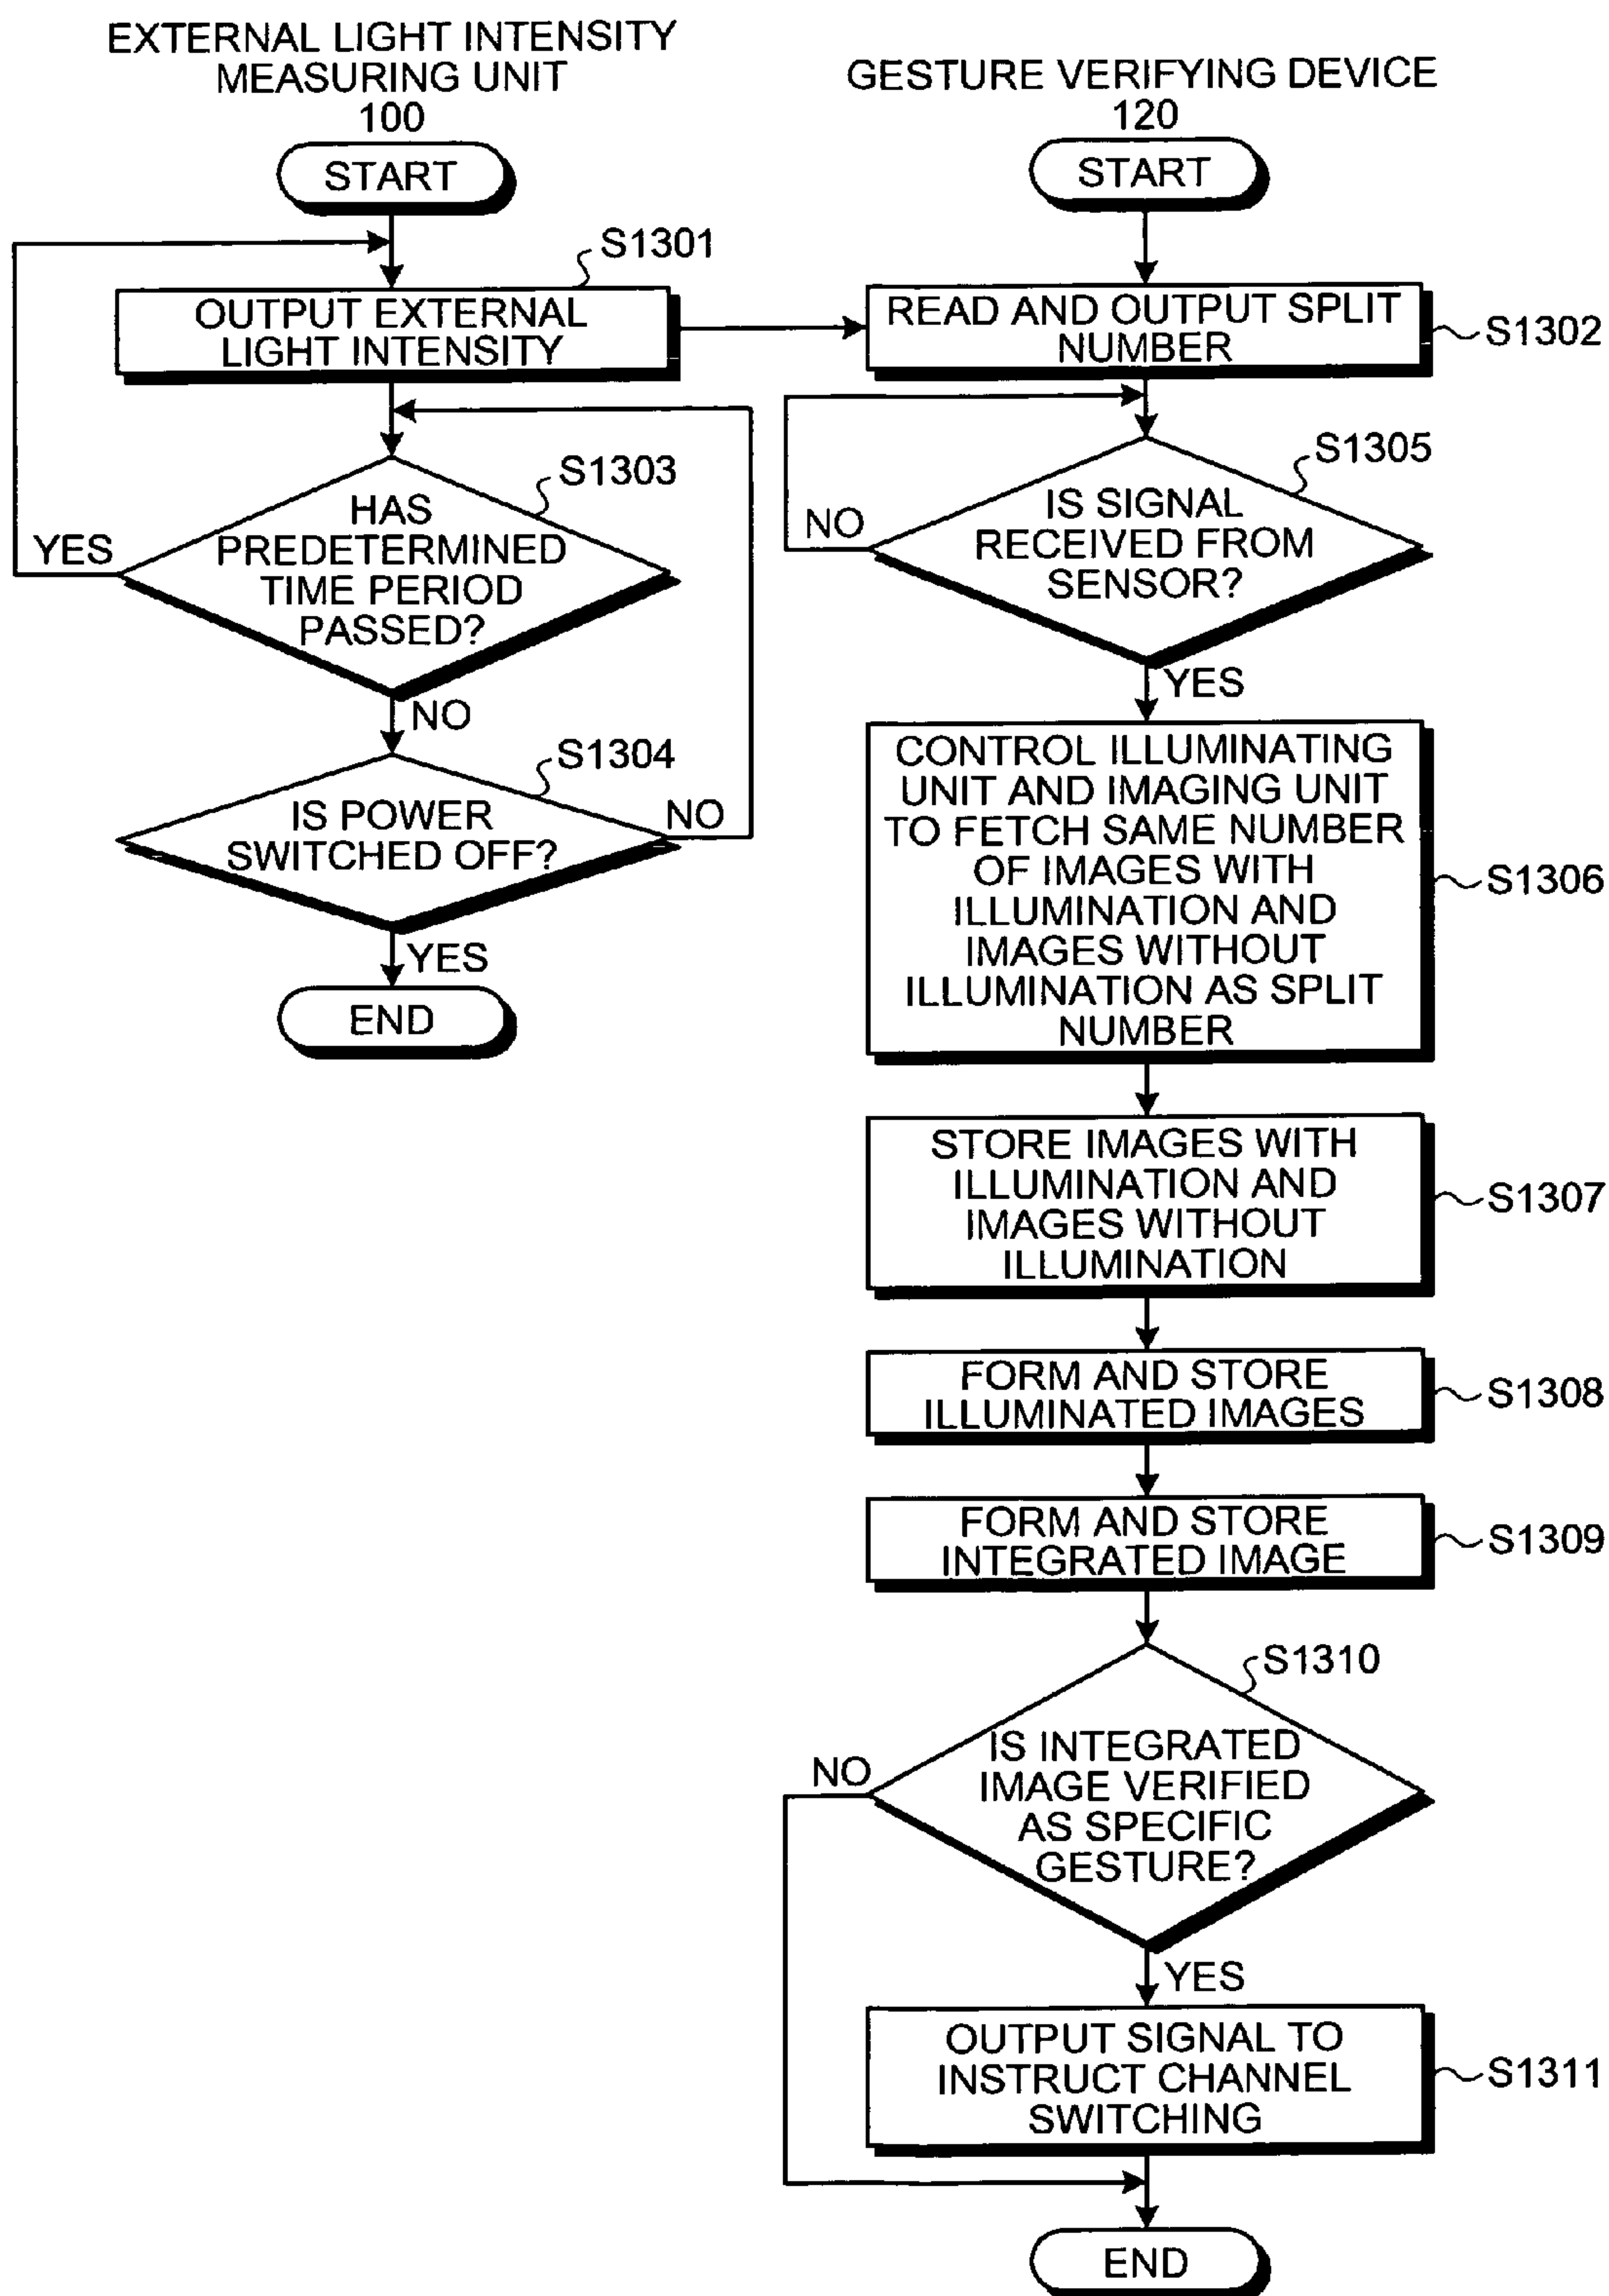 EXTERNAL LIGHT INTENSITY
MEASURING UNIT
100
START
S1301
OUTPUT EXTERNAL
LIGHT INTENSITY
S1303
HAS
PREDETERMINED
TIME PERIOD
PASSED?
YES
NO
S1304
IS POWER
SWITCHED OFF?
NO
YES
END
GESTURE VERIFYING DEVICE
120
START
READ AND OUTPUT SPLIT
NUMBER
S1302
S1305
IS SIGNAL
RECEIVED FROM
SENSOR?
NO
YES
CONTROL ILLUMINATING
UNIT AND IMAGING UNIT
TO FETCH SAME NUMBER
OF IMAGES WITH
ILLUMINATION AND
IMAGES WITHOUT
ILLUMINATION AS SPLIT
NUMBER
S1306
STORE IMAGES WITH
ILLUMINATION AND
IMAGES WITHOUT
ILLUMINATION
S1307
FORM AND STORE
ILLUMINATED IMAGES
S1308
FORM AND STORE
INTEGRATED IMAGE
S1309
S1310
IS INTEGRATED
IMAGE VERIFIED
AS SPECIFIC
GESTURE?
NO
YES
OUTPUT SIGNAL TO
INSTRUCT CHANNEL
SWITCHING
S1311
END